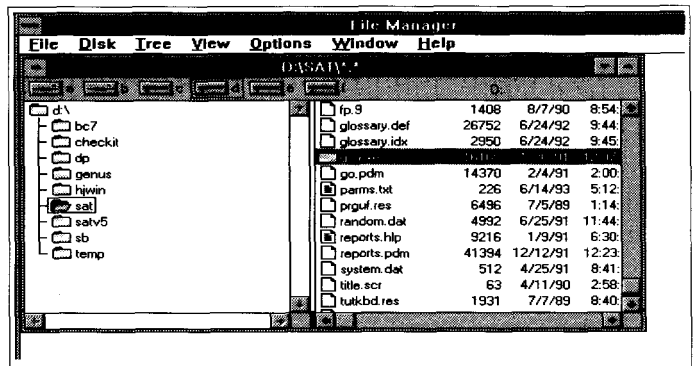 File Manager
File Disk Tree View Options Window Help
D:\SAT\*.*
a b c d e
d:\
bc7
checkit
dp
genus
hjwin
sat
satv5
sb
temp
fp.9 1408 8/7/90 8:54:
glossary.def 26752 6/24/92 9:44:
glossary.idx 2950 6/24/92 9:45:
go.pdm 14370 2/4/91 2:00:
parms.txt 226 6/14/93 5:12:
prguf.res 6496 7/5/89 1:14:
random.dat 4992 6/25/91 11:44:
reports.hlp 9216 1/9/91 6:30:
reports.pdm 41394 12/12/91 12:23:
system.dat 512 4/25/91 8:41:
title.scr 63 4/11/90 2:58:
tutkbd.res 1931 7/7/89 8:40: